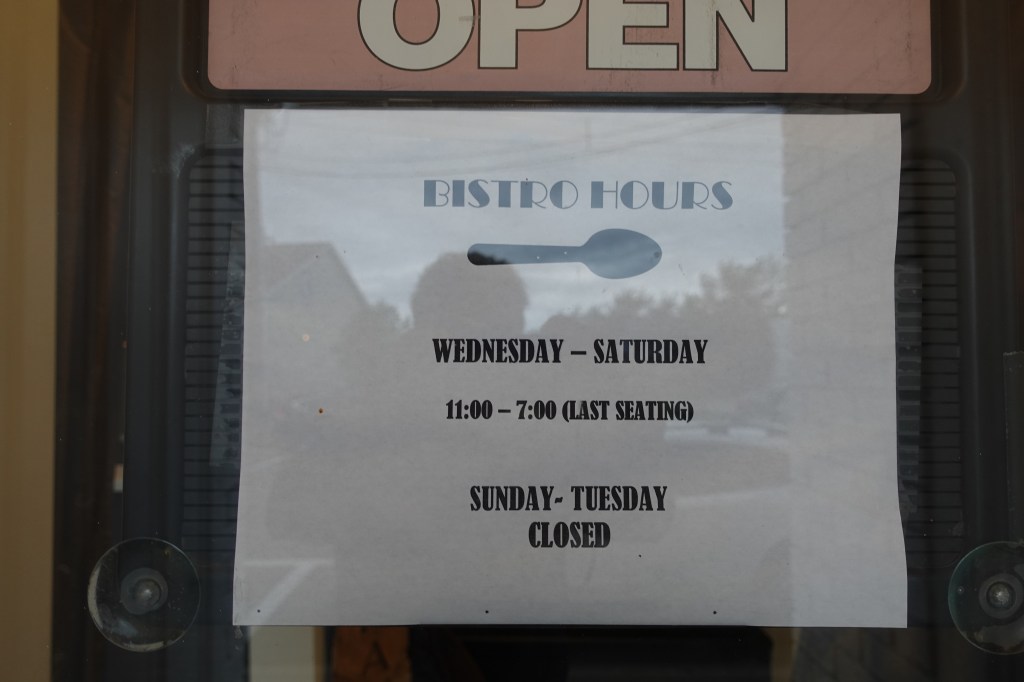 OPEN
BISTRO HOURS
WEDNESDAY – SATURDAY
11:00 – 7:00 (LAST SEATING)
SUNDAY- TUESDAY
CLOSED